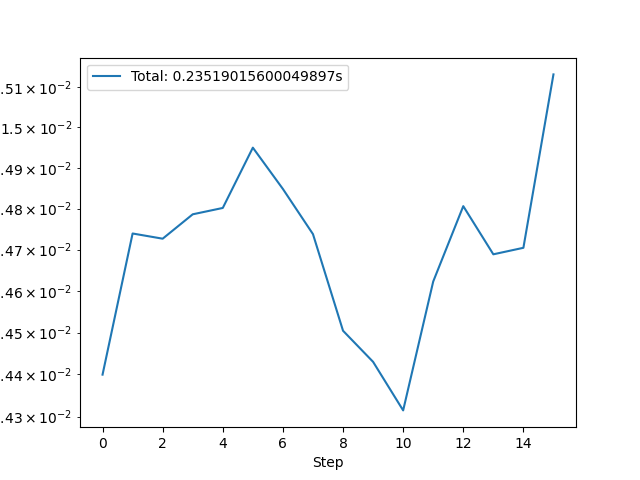 Total: 0.2351901560004989​7s
.51 × 10⁻²
1.5 × 10⁻²
.49 × 10⁻²
.48 × 10⁻²
.47 × 10⁻²
.46 × 10⁻²
.45 × 10⁻²
.44 × 10⁻²
.43 × 10⁻²
0 2 4 6 8 10 12 14
Step